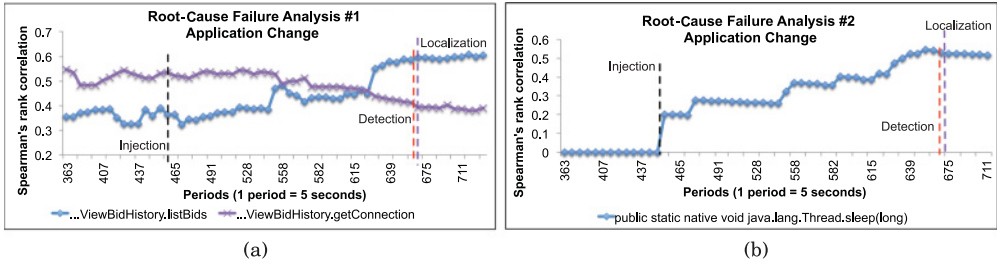 Root-Cause Failure Analysis #1
Application Change
Spearman's rank correlation
0.7
0.6
0.5
0.4
0.3
0.2
Localization
Detection
Injection
363 407 437 465 491 528 558 582 615 639 675 711
Periods (1 period = 5 seconds)
...ViewBidHistory.listBids ...ViewBidHistory.getConnection
(a)
Root-Cause Failure Analysis #2
Application Change
Spearman's rank correlation
0.6
0.5
0.4
0.3
0.2
0.1
0
Localization
Injection
Detection
363 407 437 465 491 528 558 582 615 639 675 711
Periods (1 period = 5 seconds)
public static native void java.lang.Thread.sleep(long)
(b)